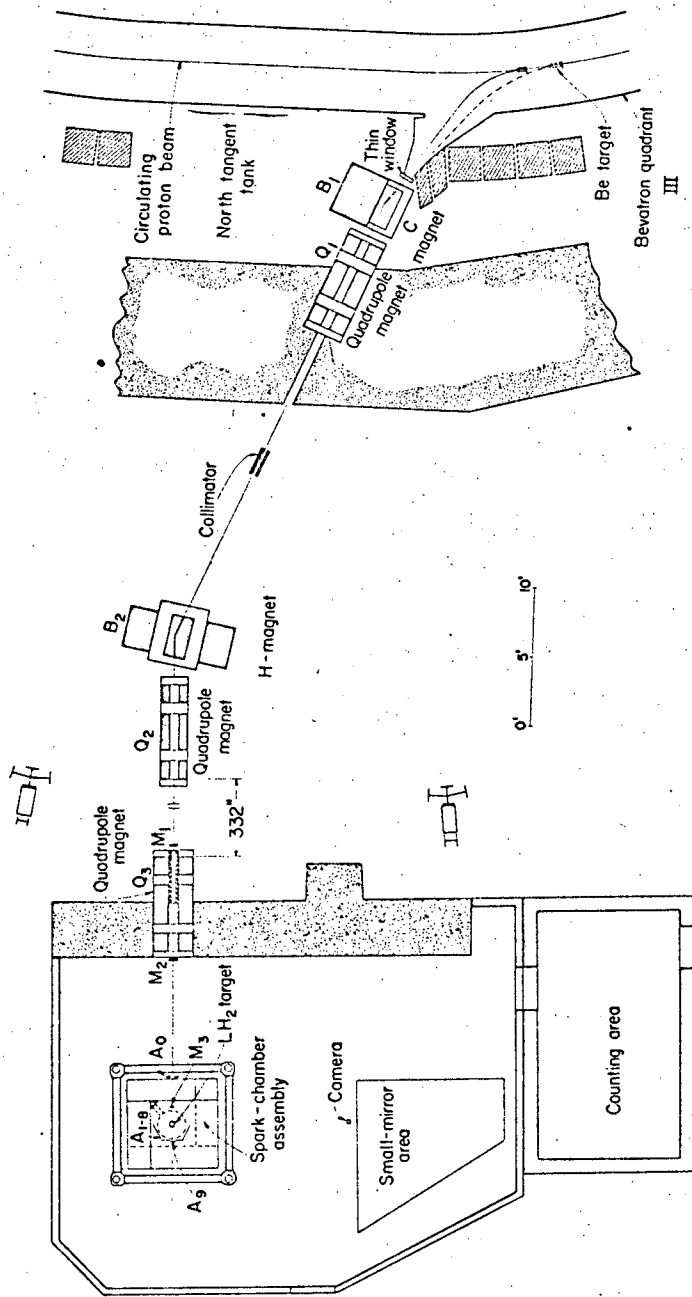 Circulating
proton beam
North tangent
tank
B1
Thin
window
C
magnet
Be target
Bevatron quadrant
III
Q1
Quadrupole
magnet
Collimator
B2
H-magnet
Q2
Quadrupole
magnet
332"
0'
5'
10'
Quadrupole
magnet
Q3
M1
M2
LH2 target
M3
A0
A1-8
A9
Spark-chamber
assembly
Camera
Small-mirror
area
Counting area